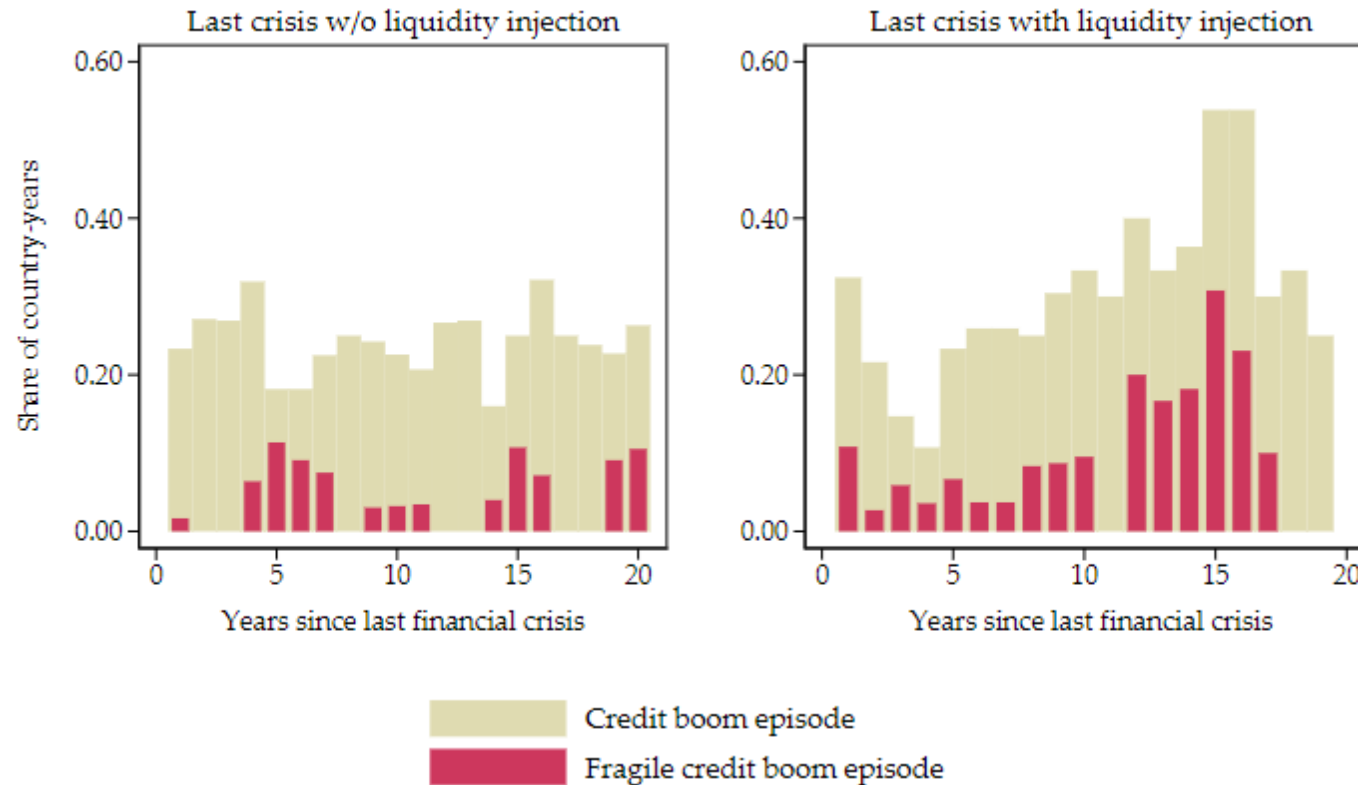 Last crisis w/o liquidity injection
Last crisis with liquidity injection
Share of country-years
0.60
0.40
0.20
0.00
0 5 10 15 20
Years since last financial crisis
0.60
0.40
0.20
0.00
0 5 10 15 20
Years since last financial crisis
Credit boom episode
Fragile credit boom episode